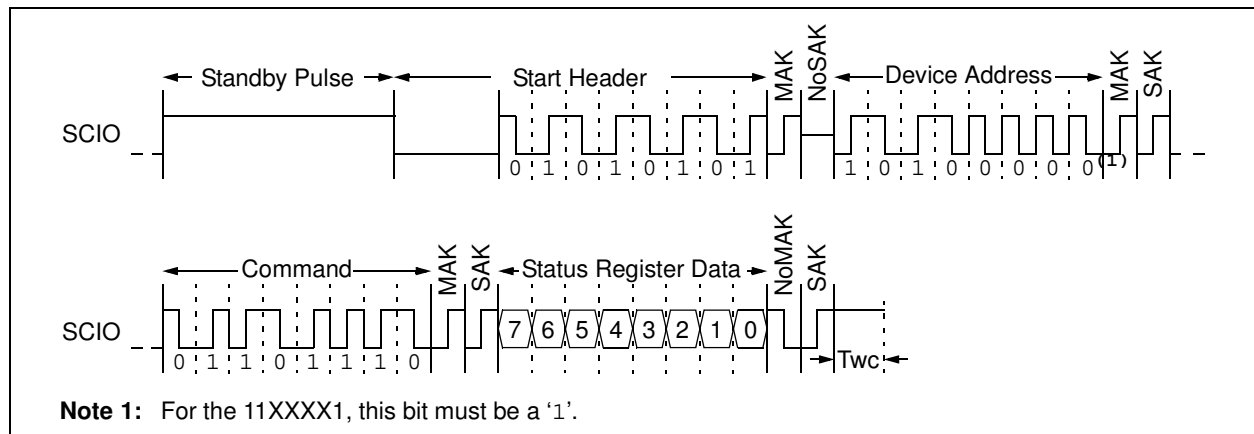 Standby Pulse Start Header MAK NoSAK Device Address MAK SAK
SCIO
0 1 0 1 0 1 0 1 1 0 1 0 0 0 0 0(1)
Command MAK SAK Status Register Data NoMAK SAK
SCIO
7 6 5 4 3 2 1 0
Twc
0 1 1 0 1 1 1 0
Note 1: For the 11XXXX1, this bit must be a ‘1’.